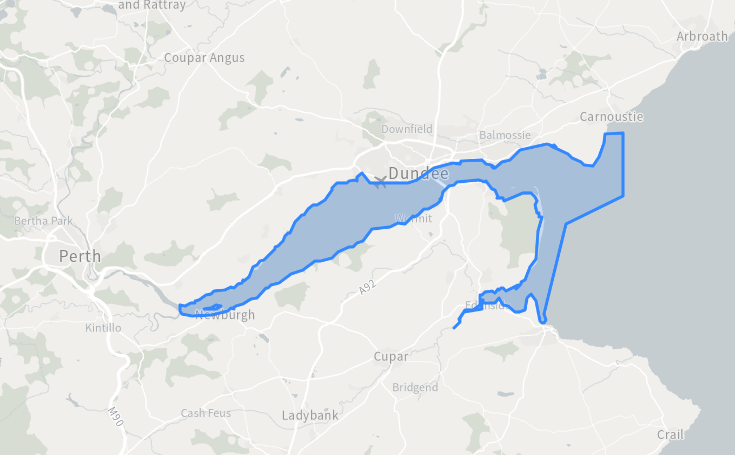 and Rattray
Arbroath
Coupar Angus
Carnoustie
Downfield
Balmossie
Dundee
Bertha Park
Perth
A92
Newburgh
Kintillo
Cupar
Bridgend
M90
Cash Feus
Ladybank
Crail